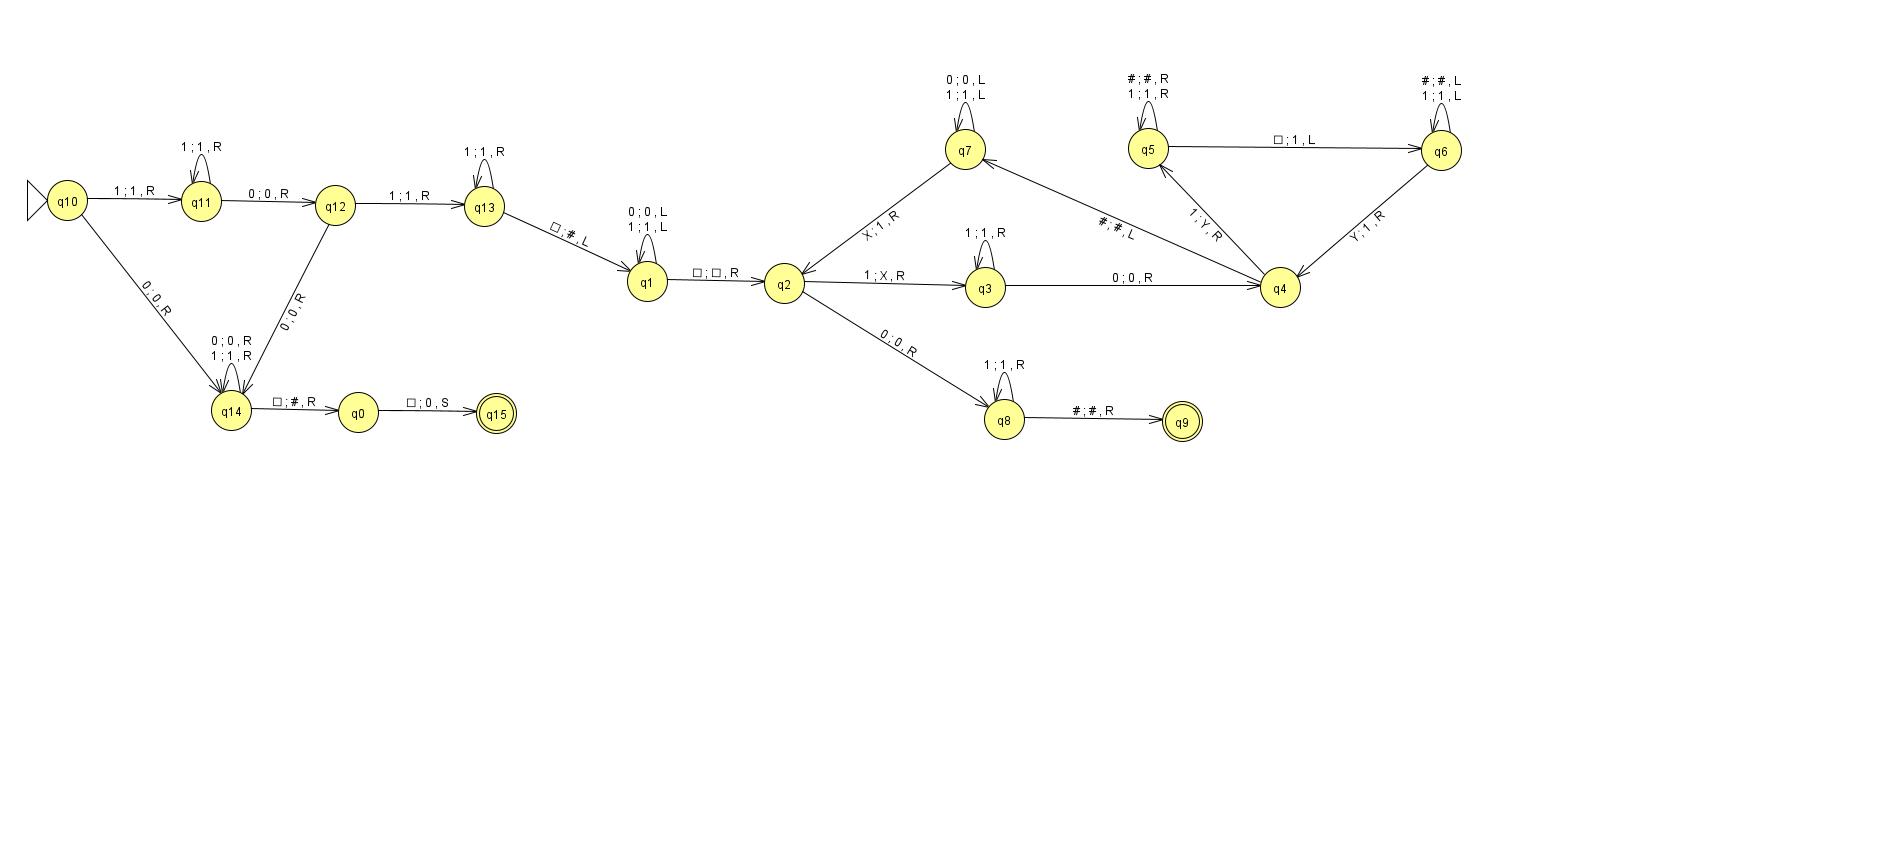 0 ; 0 , L
1 ; 1 , L
# ; # , R
1 ; 1 , R
# ; # , L
1 ; 1 , L
1 ; 1 , R
1 ; 1 , R
q7
q5
☐ ; 1 , L
q6
q10
1 ; 1 , R
q11
0 ; 0 , R
q12
1 ; 1 , R
q13
☐ ; # , L
0 ; 0 , L
1 ; 1 , L
X ; 1 , R
# ; # , L
1 ; Y , R
Y ; 1 , R
1 ; 1 , R
q1
☐ ; ☐ , R
q2
1 ; X , R
q3
0 ; 0 , R
q4
0 ; 0 , R
0 ; 0 , R
0 ; 0 , R
0 ; 0 , R
1 ; 1 , R
1 ; 1 , R
q14
☐ ; # , R
q0
☐ ; 0 , S
q15
q8
# ; # , R
q9